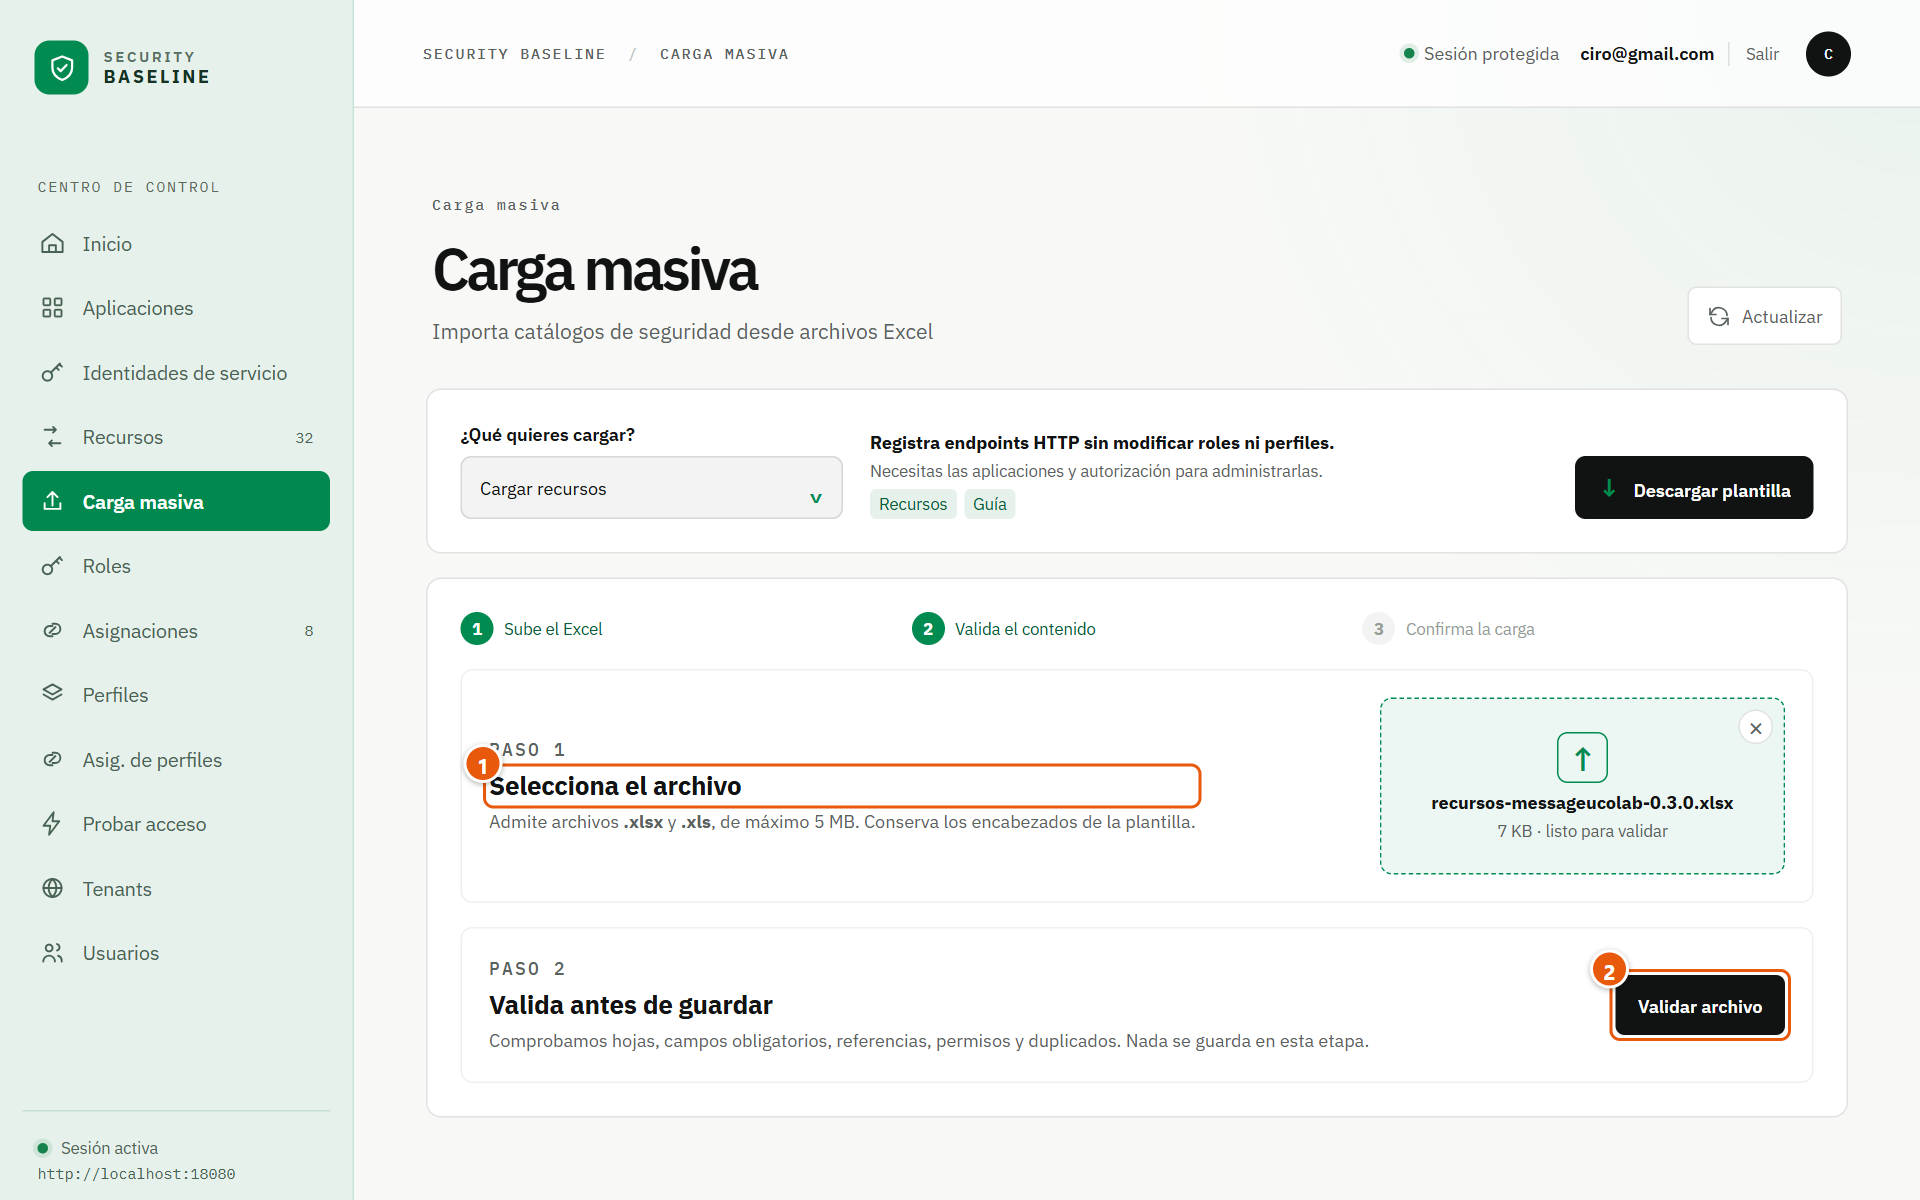 SECURITY
BASELINE
SECURITY BASELINE / CARGA MASIVA
Sesión protegida ciro@gmail.com Salir C
CENTRO DE CONTROL
Inicio
Aplicaciones
Identidades de servicio
Recursos 32
Carga masiva
Roles
Asignaciones 8
Perfiles
Asig. de perfiles
Probar acceso
Tenants
Usuarios
Sesión activa
http://localhost:18080
Carga masiva
Carga masiva
Importa catálogos de seguridad desde archivos Excel
Actualizar
¿Qué quieres cargar?
Cargar recursos
Registra endpoints HTTP sin modificar roles ni perfiles.
Necesitas las aplicaciones y autorización para administrarlas.
Recursos Guía
Descargar plantilla
1 Sube el Excel
2 Valida el contenido
3 Confirma la carga
PASO 1
1
Selecciona el archivo
Admite archivos .xlsx y .xls, de máximo 5 MB. Conserva los encabezados de la plantilla.
recursos-messageucolab-0.3.0.xlsx
7 KB · listo para validar
PASO 2
Valida antes de guardar
Comprobamos hojas, campos obligatorios, referencias, permisos y duplicados. Nada se guarda en esta etapa.
2
Validar archivo